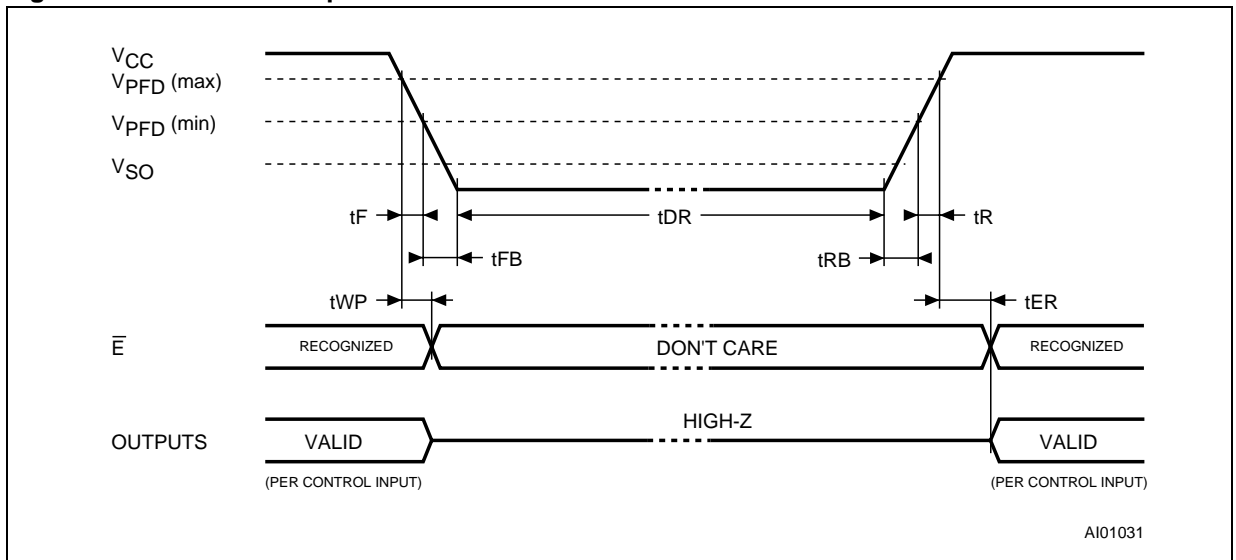 VCC
VPFD (max)
VPFD (min)
VSO
tF
tDR
tR
tFB
tRB
tWP
tER
E
RECOGNIZED
DON'T CARE
RECOGNIZED
HIGH-Z
OUTPUTS
VALID
VALID
(PER CONTROL INPUT)
(PER CONTROL INPUT)
AI01031